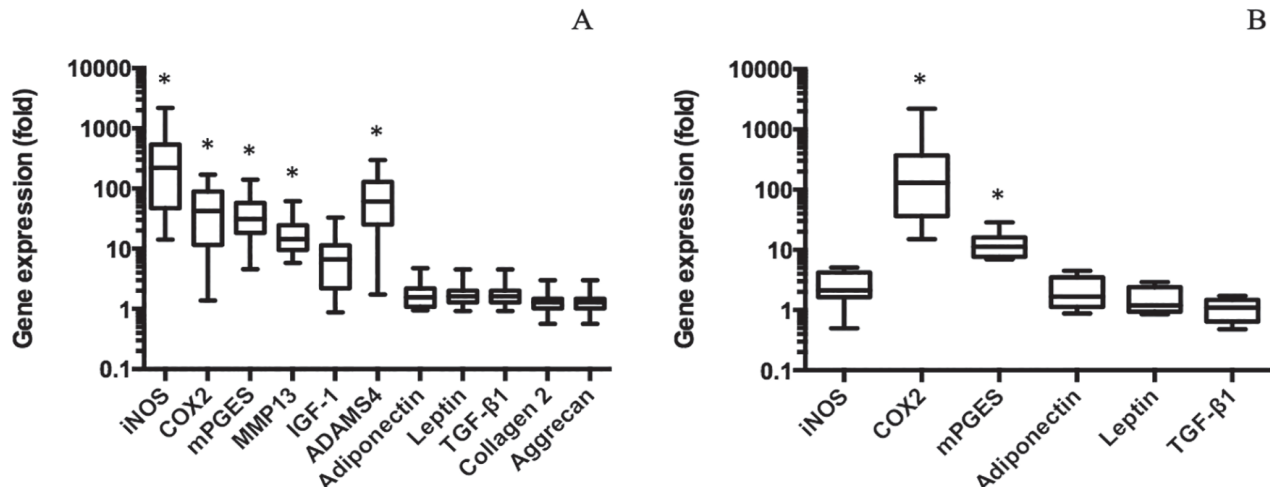 A
Gene expression (fold)
10000
1000
100
10
1
0.1
*
*
*
*
*
iNOS
COX2
mPGES
MMP13
IGF-1
ADAMS4
Adiponectin
Leptin
TGF-β1
Collagen 2
Aggrecan
B
Gene expression (fold)
10000
1000
100
10
1
0.1
*
*
iNOS
COX2
mPGES
Adiponectin
Leptin
TGF-β1